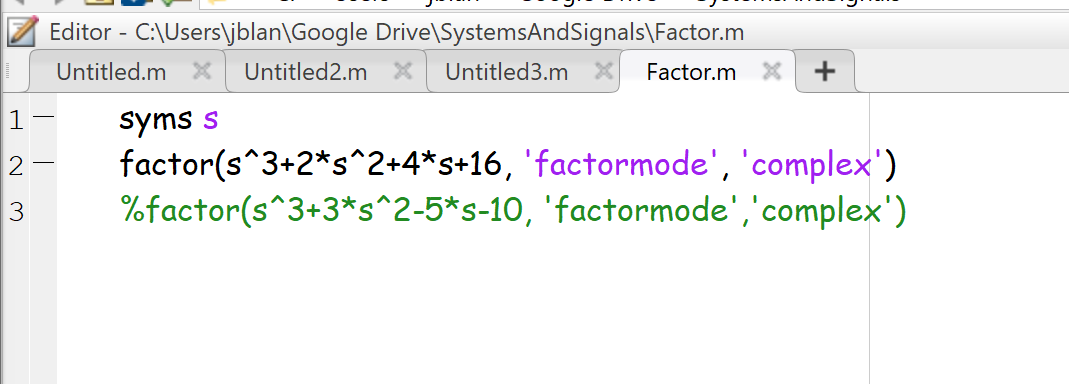 Editor - C:\Users\jblan\Google Drive\SystemsAndSignals\Factor.m
Untitled.m Untitled2.m Untitled3.m Factor.m +
1 syms s
2 factor(s^3+2*s^2+4*s+16, 'factormode', 'complex')
3 %factor(s^3+3*s^2-5*s-10, 'factormode','complex')